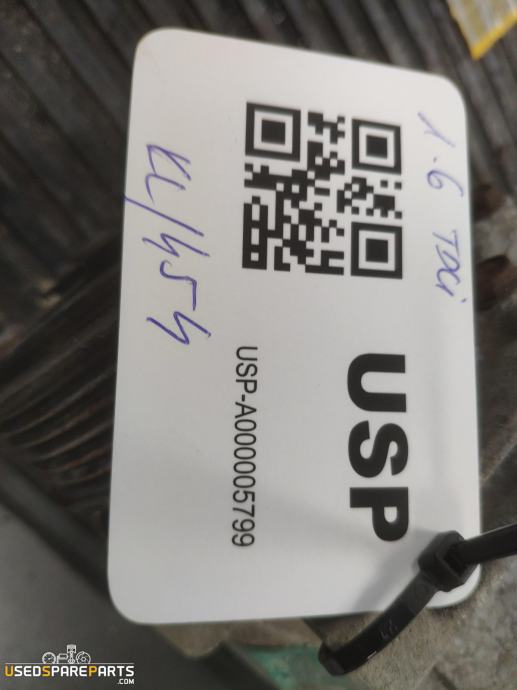 1.6 TDCi
USP
USP-A000005799
USEDSPAREPARTS
.COM